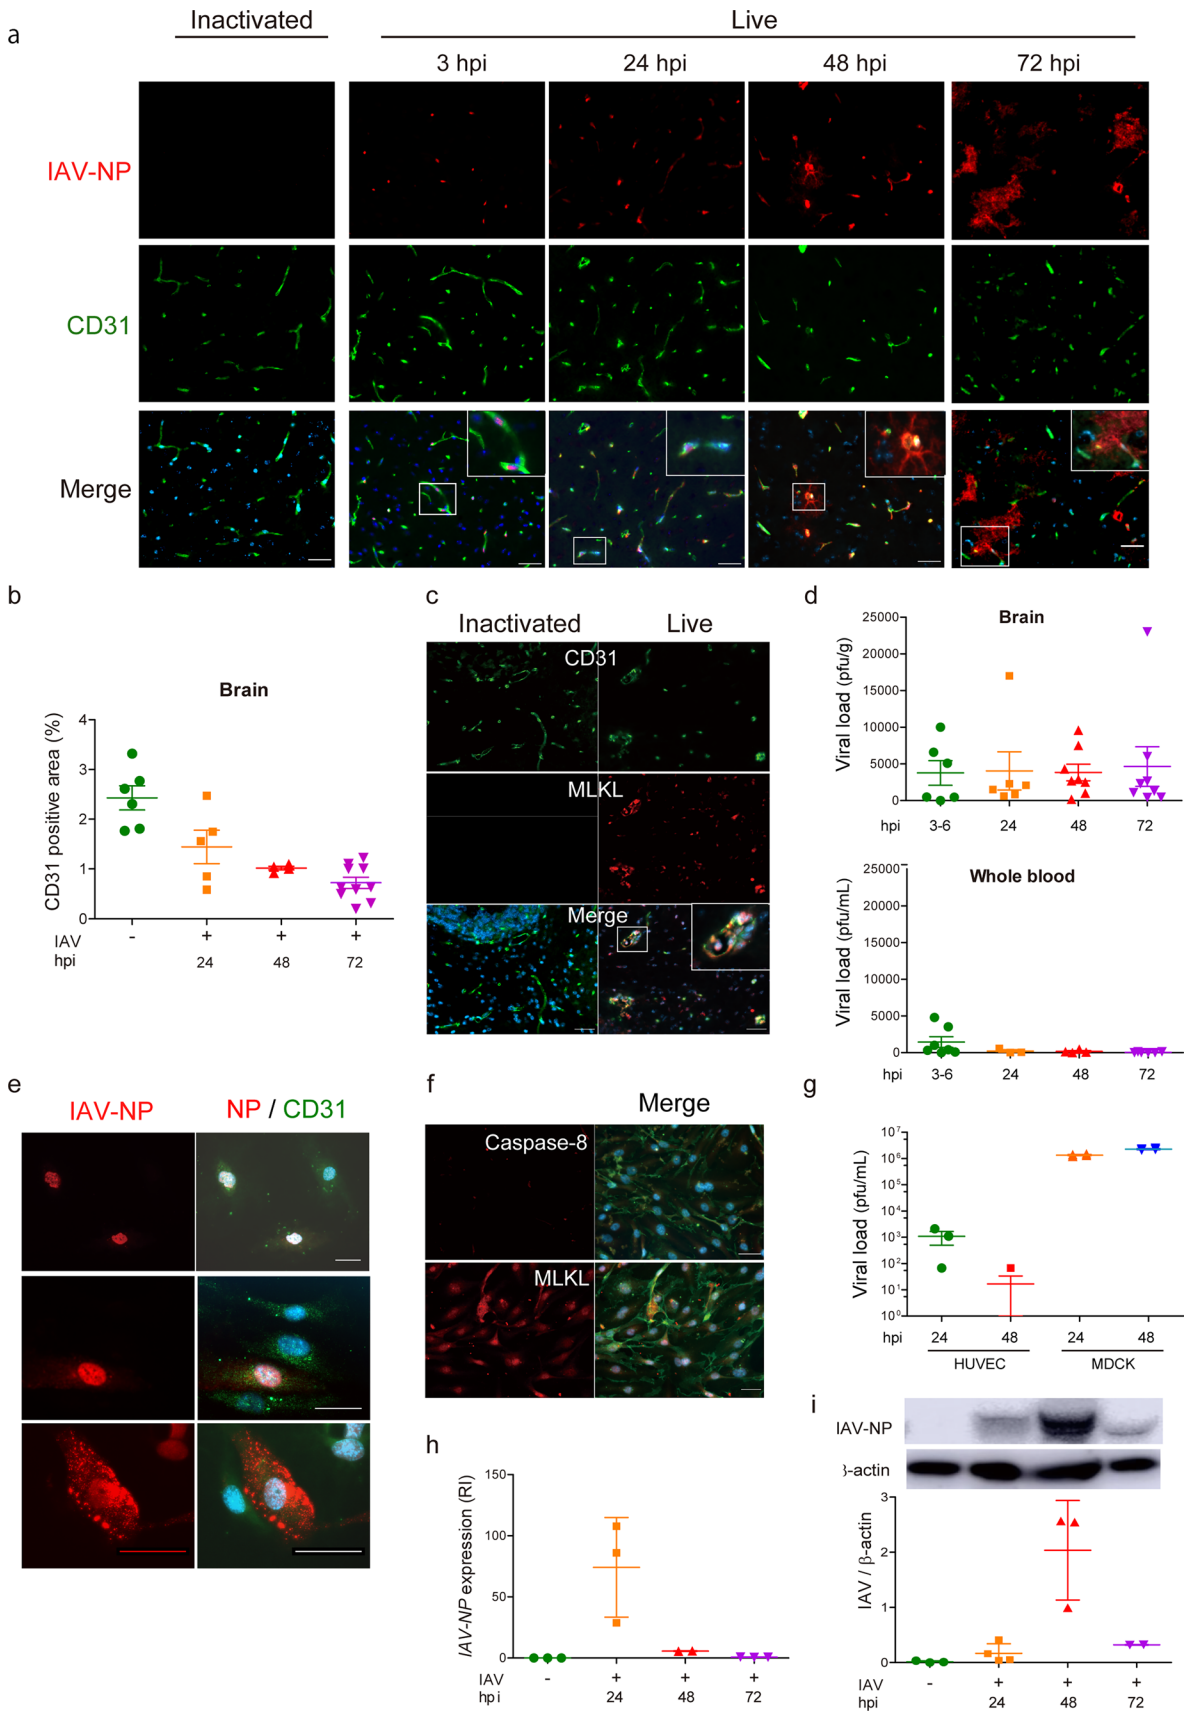 a
Inactivated
Live
3 hpi
24 hpi
48 hpi
72 hpi
IAV-NP
CD31
Merge
b
Brain
CD31 positive area (%)
4
3
2
1
0
IAV
- + + +
hpi
24 48 72
c
Inactivated
Live
CD31
MLKL
Merge
d
Brain
Viral load (pfu/g)
25000
20000
15000
10000
5000
0
hpi
3-6 24 48 72
Whole blood
Viral load (pfu/mL)
25000
20000
15000
10000
5000
0
hpi
3-6 24 48 72
e
IAV-NP
NP / CD31
f
Merge
Caspase-8
MLKL
g
Viral load (pfu/mL)
10⁷
10⁶
10⁵
10⁴
10³
10²
10¹
10⁰
hpi
24 48 24 48
HUVEC
MDCK
h
IAV-NP expression (RI)
150
100
50
0
IAV
- + + +
hpi
24 48 72
i
IAV-NP
β-actin
IAV / β-actin
3
2
1
0
IAV
- + + +
hpi
24 48 72